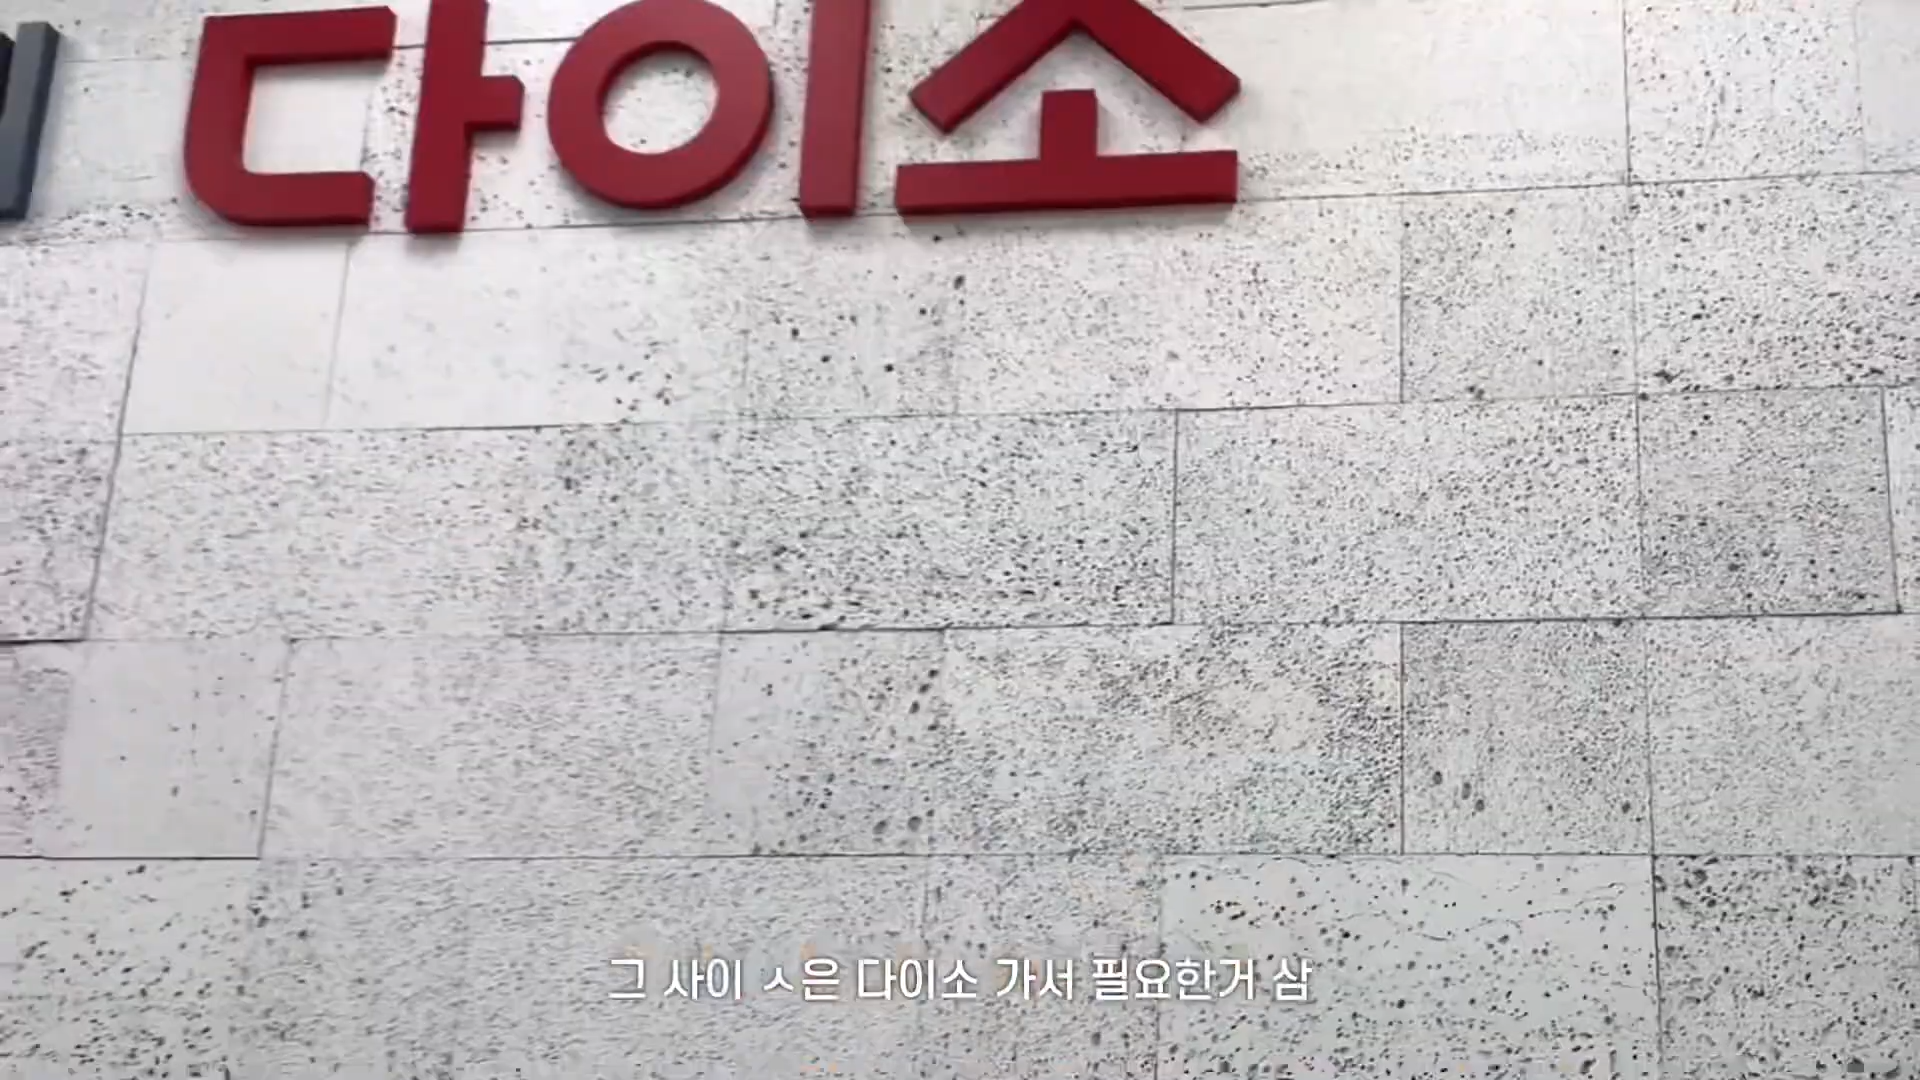 다이소
그 사이 ㅅ은 다이소 가서 필요한거 삼